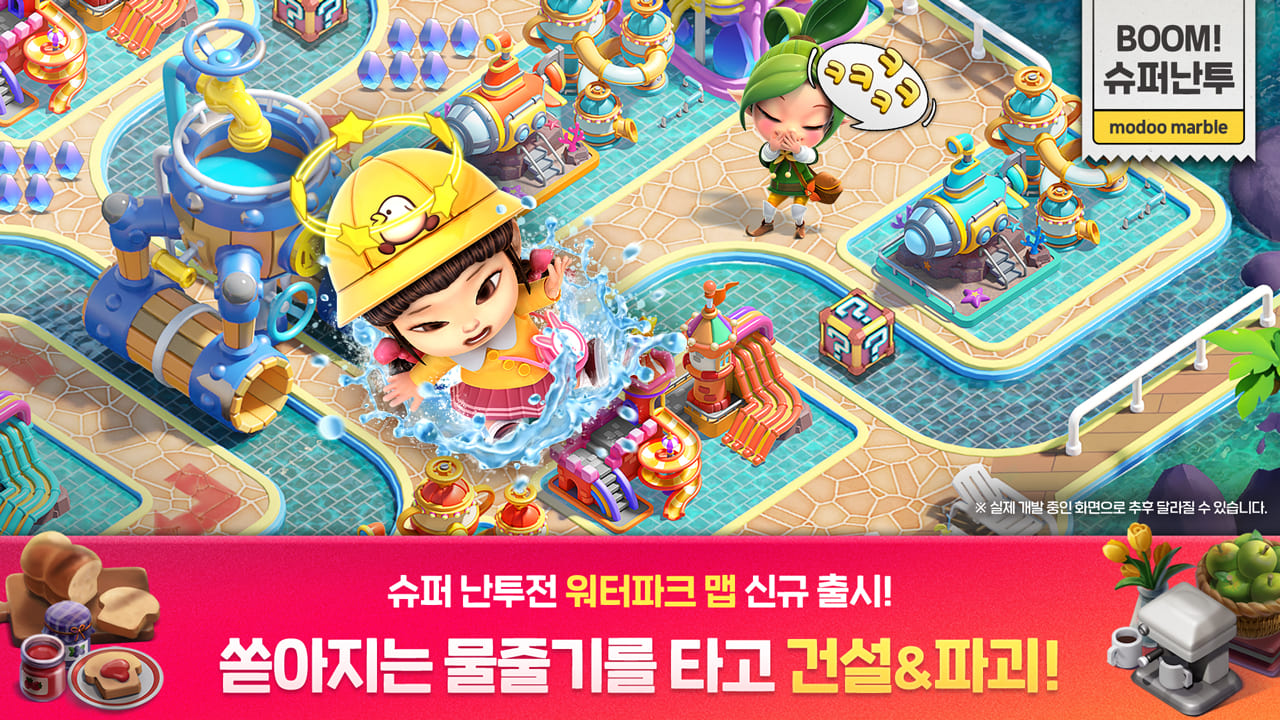 BOOM!
슈퍼난투
modoo marble
ㅋㅋㅋ
ㅋㅋ
? ?
? ?
※ 실제 개발 중인 화면으로 추후 달라질 수 있습니다.
슈퍼 난투전 워터파크 맵 신규 출시!
쏟아지는 물줄기를 타고 건설&파괴!